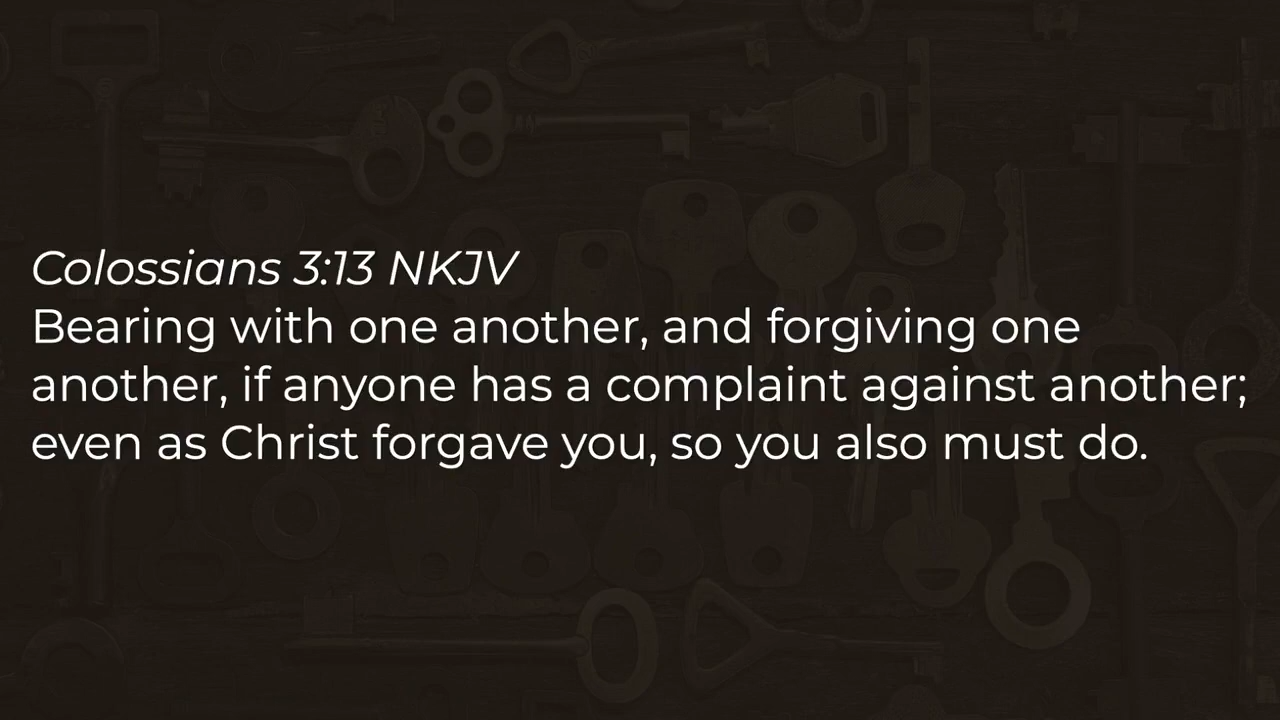 Colossians 3:13 NKJV
Bearing with one another, and forgiving one
another, if anyone has a complaint against another;
even as Christ forgave you, so you also must do.